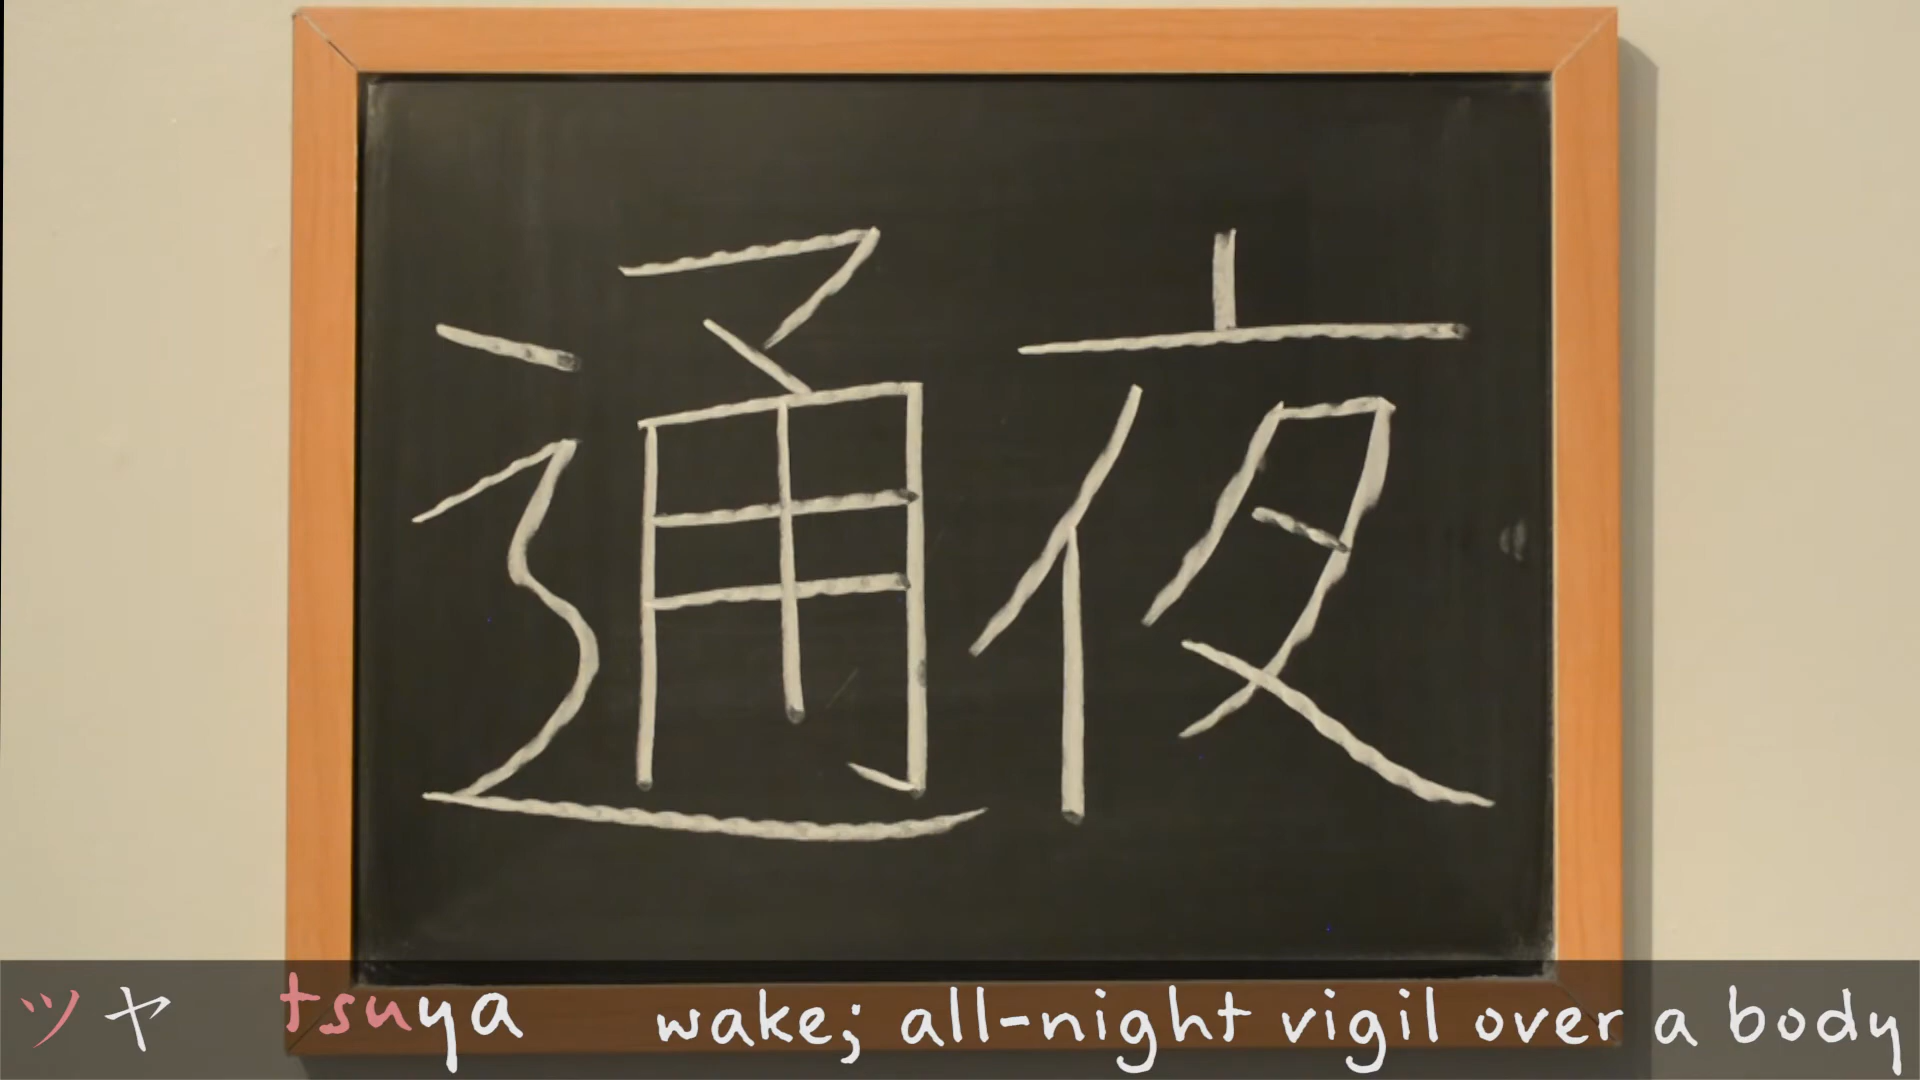 通夜
ツヤ tsuya wake; all-night vigil over a body